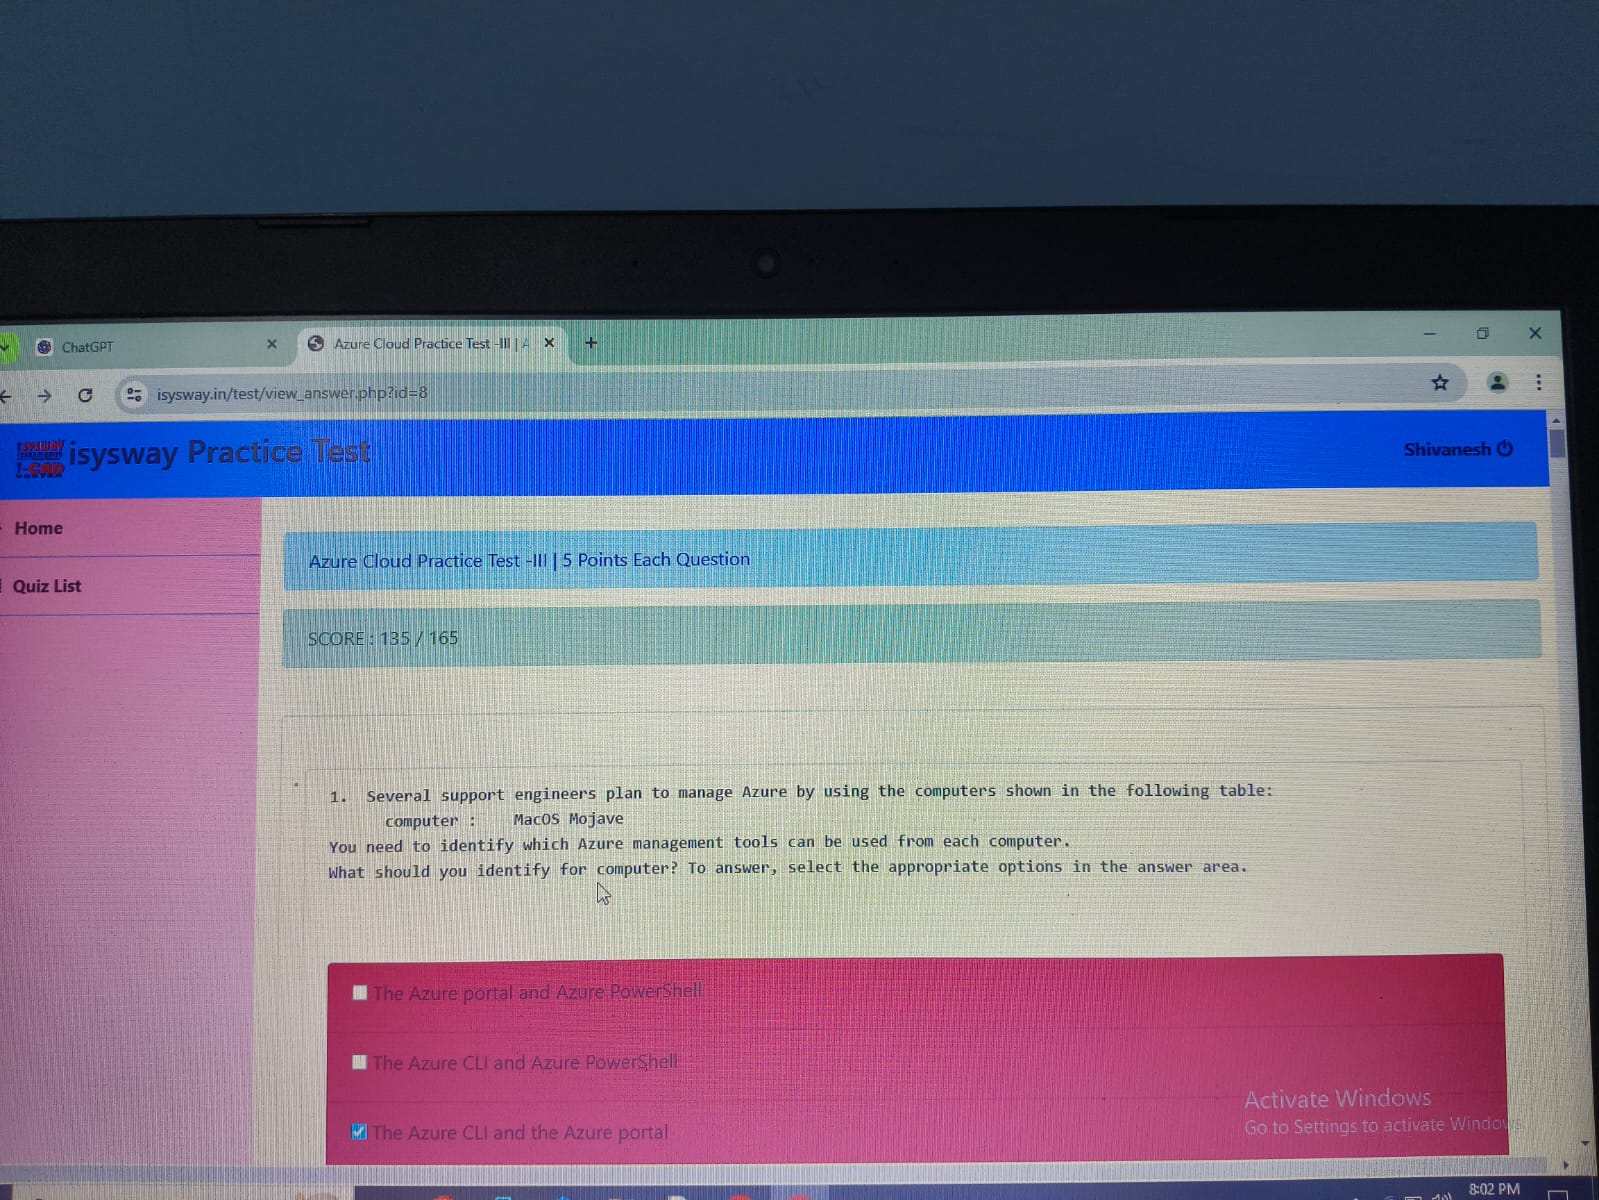 ChatGPT
Azure Cloud Practice Test -III | A
isysway.in/test/view_answer.php?id=8
isysway Practice Test
Shivanesh
Home
Quiz List
Azure Cloud Practice Test -III | 5 Points Each Question
SCORE : 135 / 165
1. Several support engineers plan to manage Azure by using the computers shown in the following table:
computer : MacOS Mojave
You need to identify which Azure management tools can be used from each computer.
What should you identify for computer? To answer, select the appropriate options in the answer area.
The Azure portal and Azure PowerShell
The Azure CLI and Azure PowerShell
The Azure CLI and the Azure portal
Activate Windows
Go to Settings to activate Windows
8:02 PM